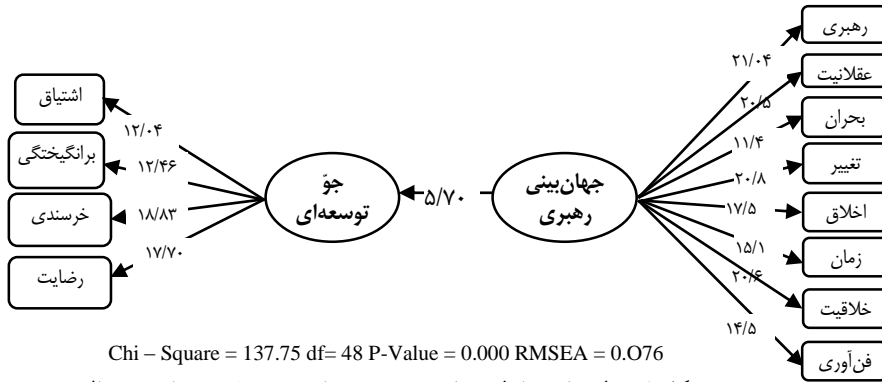 رهبری
عقلانیت
بحران
تغییر
اخلاق
زمان
خلاقیت
فن‌آوری
۲۱/۰۴
۲۰/۵
۱۱/۴
۲۰/۸
۱۷/۵
۱۵/۱
۲۰/۶
۱۴/۵
جهان‌بینی
رهبری
۵/۷۰
جوّ
توسعه‌ای
۱۲/۰۴
۱۲/۴۶
۱۸/۸۳
۱۷/۷۰
اشتیاق
برانگیختگی
خرسندی
رضایت
Chi – Square = 137.75 df= 48 P-Value = 0.000 RMSEA = 0.O76